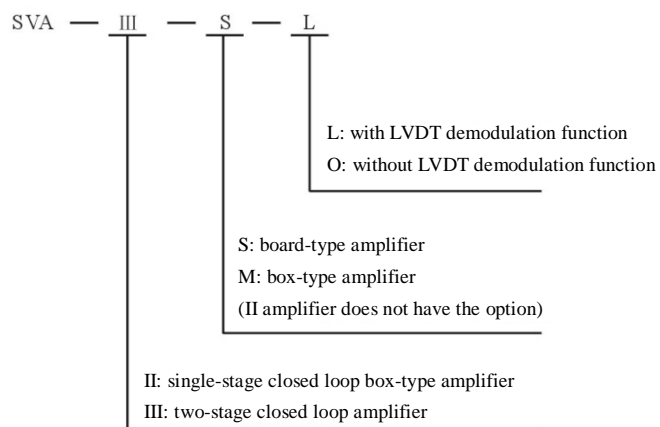 SVA — III — S — L
L: with LVDT demodulation function
O: without LVDT demodulation function
S: board-type amplifier
M: box-type amplifier
(II amplifier does not have the option)
II: single-stage closed loop box-type amplifier
III: two-stage closed loop amplifier